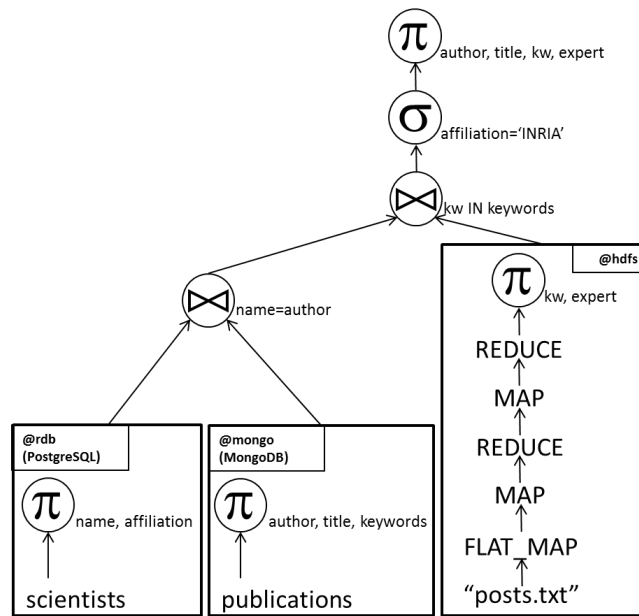 π
author, title, kw, expert
σ
affiliation=‘INRIA’
⋈
kw IN keywords
@hdfs
π
kw, expert
⋈
name=author
REDUCE
MAP
REDUCE
MAP
FLAT_MAP
“posts.txt”
@rdb
(PostgreSQL)
π
name, affiliation
scientists
@mongo
(MongoDB)
π
author, title, keywords
publications